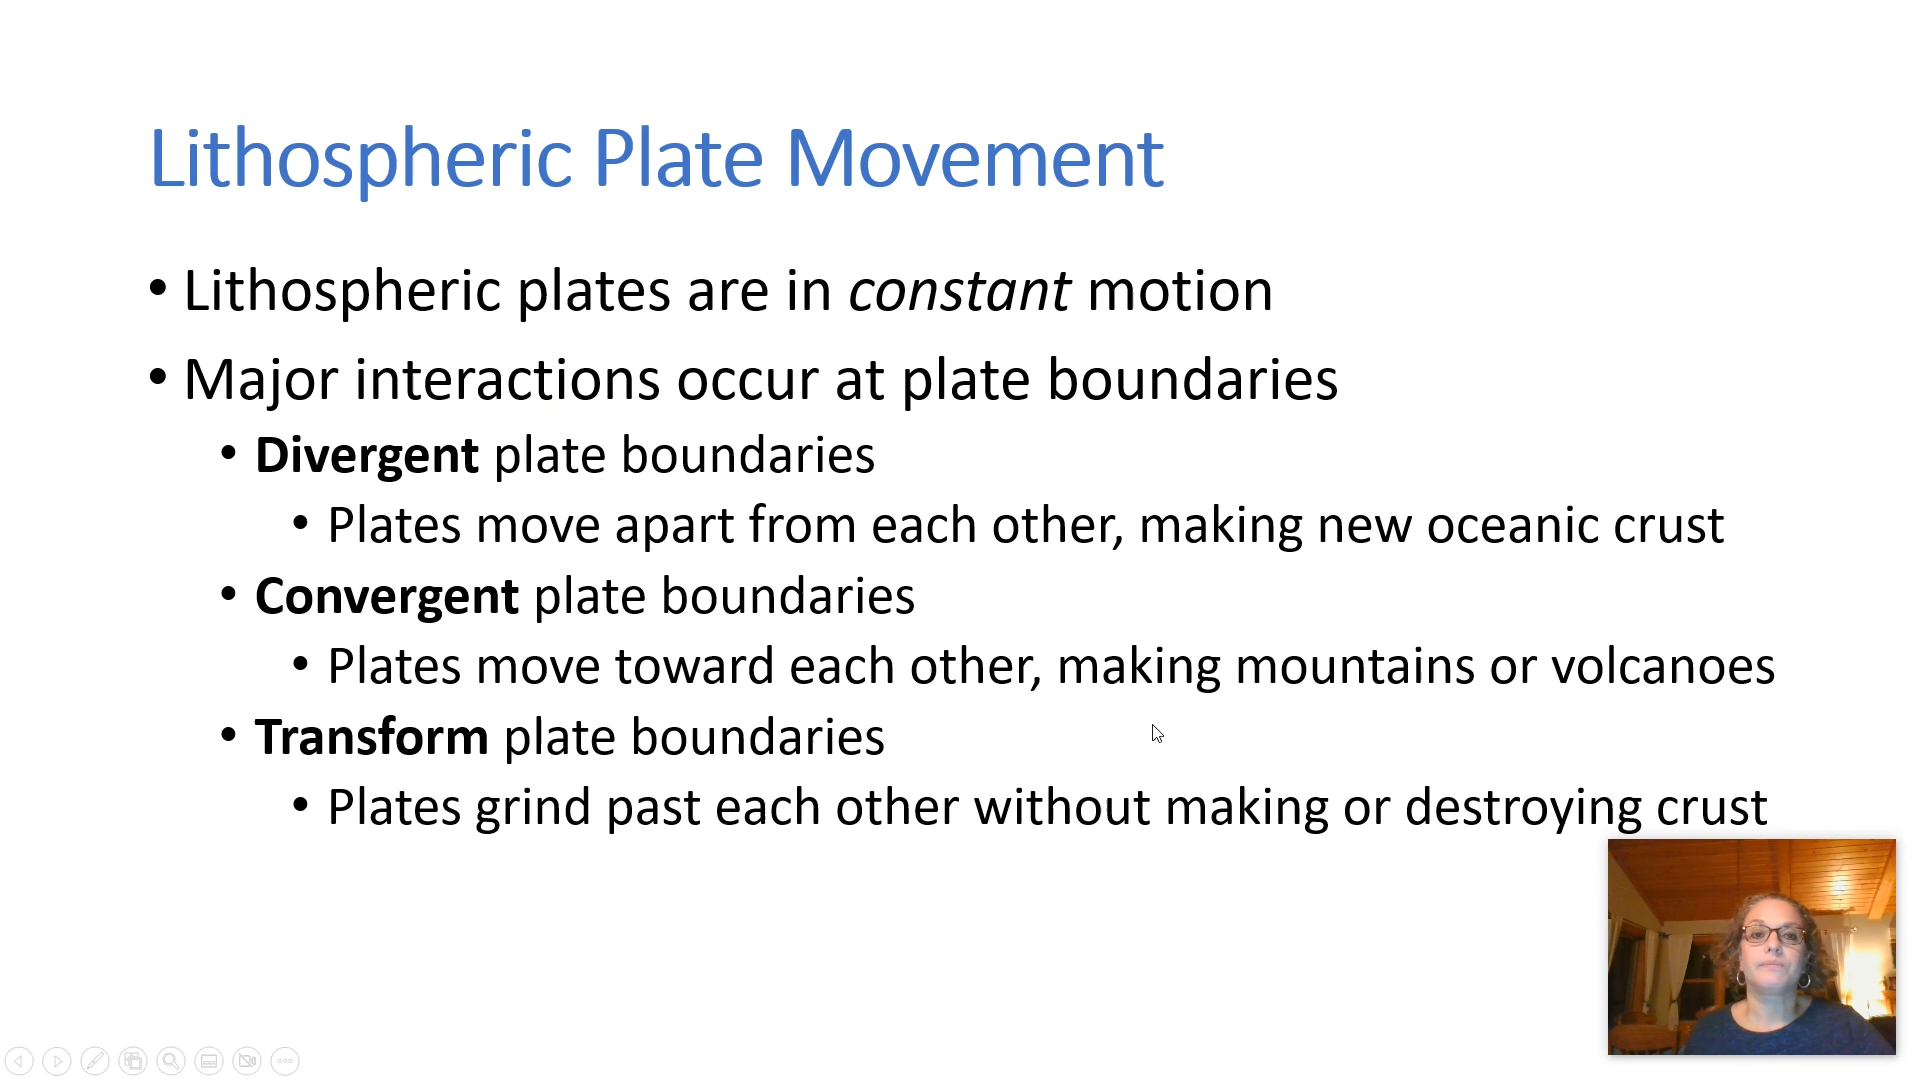 Lithospheric Plate Movement
• Lithospheric plates are in constant motion
• Major interactions occur at plate boundaries
• Divergent plate boundaries
• Plates move apart from each other, making new oceanic crust
• Convergent plate boundaries
• Plates move toward each other, making mountains or volcanoes
• Transform plate boundaries
• Plates grind past each other without making or destroying crust